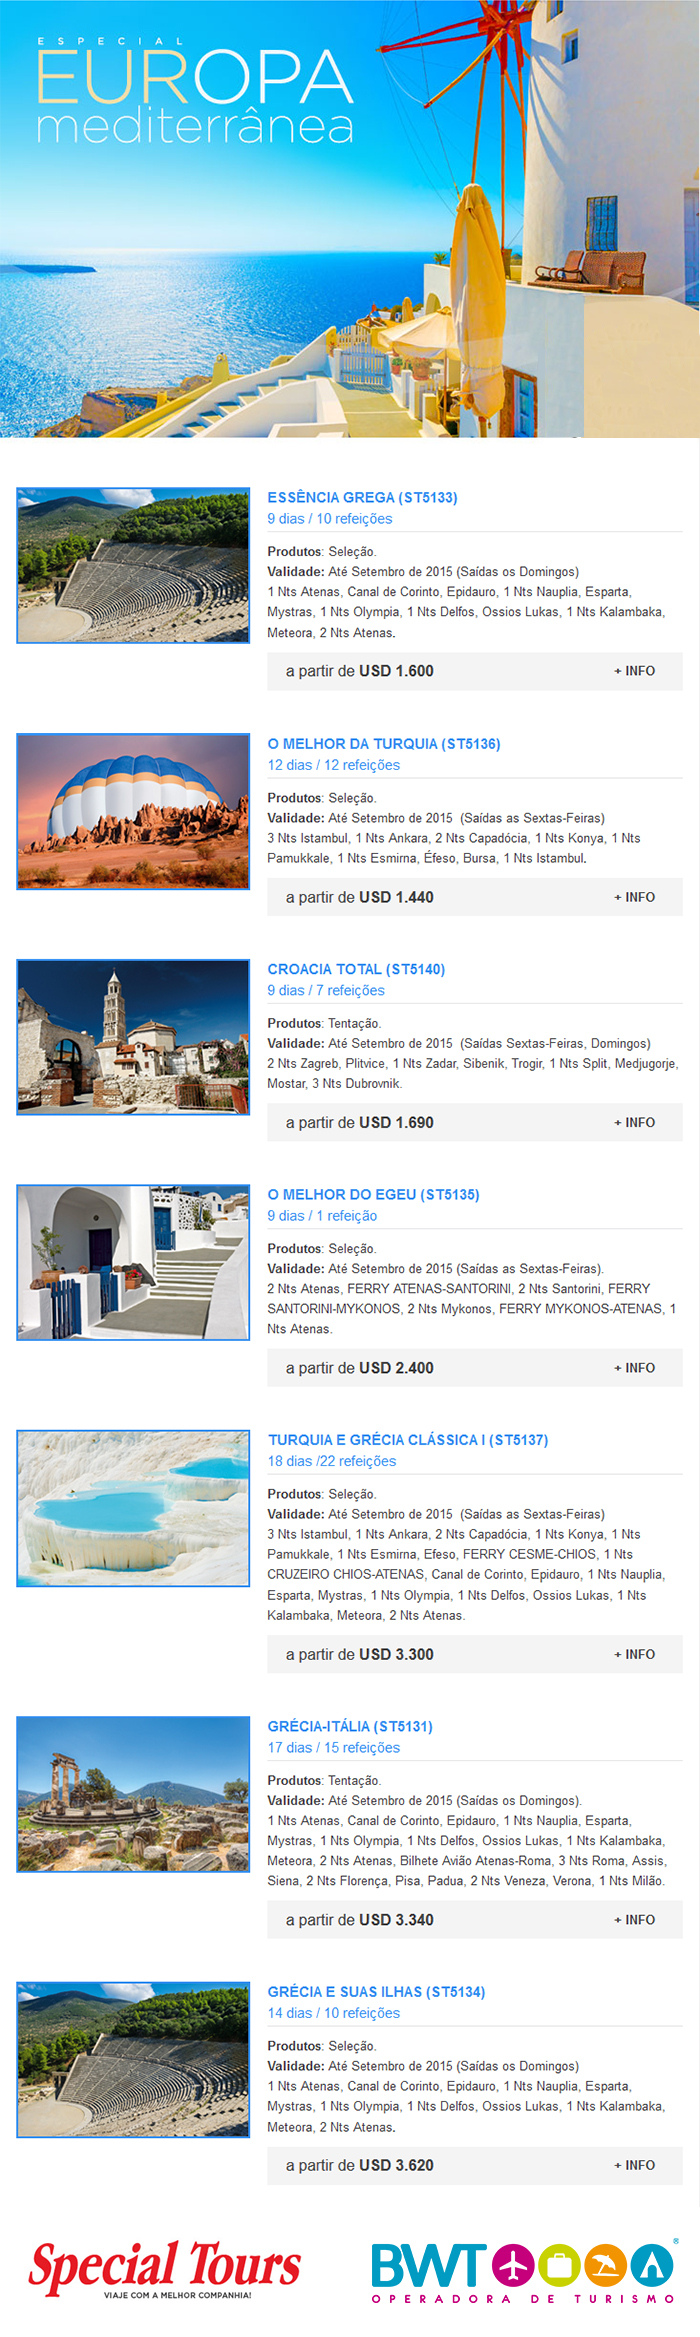 ESPECIAL
EUROPA
mediterrânea
ESSÊNCIA GREGA (ST5133)
9 dias / 10 refeições
Produtos: Seleção.
Validade: Até Setembro de 2015 (Saídas os Domingos)
1 Nts Atenas, Canal de Corinto, Epidauro, 1 Nts Nauplia, Esparta,
Mystras, 1 Nts Olympia, 1 Nts Delfos, Ossios Lukas, 1 Nts Kalambaka,
Meteora, 2 Nts Atenas.
a partir de USD 1.600 + INFO
O MELHOR DA TURQUIA (ST5136)
12 dias / 12 refeições
Produtos: Seleção.
Validade: Até Setembro de 2015 (Saídas as Sextas-Feiras)
3 Nts Istambul, 1 Nts Ankara, 2 Nts Capadócia, 1 Nts Konya, 1 Nts
Pamukkale, 1 Nts Esmirna, Éfeso, Bursa, 1 Nts Istambul.
a partir de USD 1.440 + INFO
CROACIA TOTAL (ST5140)
9 dias / 7 refeições
Produtos: Tentação.
Validade: Até Setembro de 2015 (Saídas Sextas-Feiras, Domingos)
2 Nts Zagreb, Plitvice, 1 Nts Zadar, Sibenik, Trogir, 1 Nts Split, Medjugorje,
Mostar, 3 Nts Dubrovnik.
a partir de USD 1.690 + INFO
O MELHOR DO EGEU (ST5135)
9 dias / 1 refeição
Produtos: Seleção.
Validade: Até Setembro de 2015 (Saídas as Sextas-Feiras).
2 Nts Atenas, FERRY ATENAS-SANTORINI, 2 Nts Santorini, FERRY
SANTORINI-MYKONOS, 2 Nts Mykonos, FERRY MYKONOS-ATENAS, 1
Nts Atenas.
a partir de USD 2.400 + INFO
TURQUIA E GRÉCIA CLÁSSICA I (ST5137)
18 dias /22 refeições
Produtos: Seleção.
Validade: Até Setembro de 2015 (Saídas as Sextas-Feiras)
3 Nts Istambul, 1 Nts Ankara, 2 Nts Capadócia, 1 Nts Konya, 1 Nts
Pamukkale, 1 Nts Esmirna, Efeso, FERRY CESME-CHIOS, 1 Nts
CRUZEIRO CHIOS-ATENAS, Canal de Corinto, Epidauro, 1 Nts Nauplia,
Esparta, Mystras, 1 Nts Olympia, 1 Nts Delfos, Ossios Lukas, 1 Nts
Kalambaka, Meteora, 2 Nts Atenas.
a partir de USD 3.300 + INFO
GRÉCIA-ITÁLIA (ST5131)
17 dias / 15 refeições
Produtos: Tentação.
Validade: Até Setembro de 2015 (Saídas os Domingos).
1 Nts Atenas, Canal de Corinto, Epidauro, 1 Nts Nauplia, Esparta,
Mystras, 1 Nts Olympia, 1 Nts Delfos, Ossios Lukas, 1 Nts Kalambaka,
Meteora, 2 Nts Atenas, Bilhete Avião Atenas-Roma, 3 Nts Roma, Assis,
Siena, 2 Nts Florença, Pisa, Padua, 2 Nts Veneza, Verona, 1 Nts Milão.
a partir de USD 3.340 + INFO
GRÉCIA E SUAS ILHAS (ST5134)
14 dias / 10 refeições
Produtos: Seleção.
Validade: Até Setembro de 2015 (Saídas os Domingos)
1 Nts Atenas, Canal de Corinto, Epidauro, 1 Nts Nauplia, Esparta,
Mystras, 1 Nts Olympia, 1 Nts Delfos, Ossios Lukas, 1 Nts Kalambaka,
Meteora, 2 Nts Atenas.
a partir de USD 3.620 + INFO
Special Tours
VIAJE COM A MELHOR COMPANHIA!
BWT ®
OPERADORA DE TURISMO